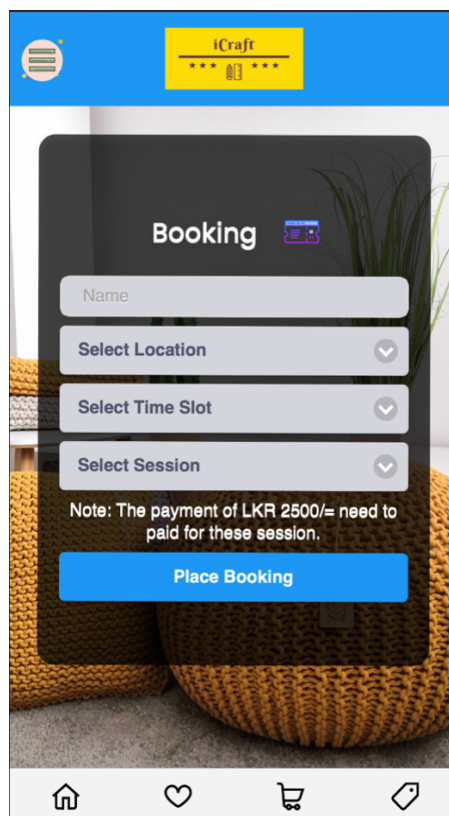 iCraft
Booking
Name
Select Location
Select Time Slot
Select Session
Note: The payment of LKR 2500/= need to
paid for these session.
Place Booking